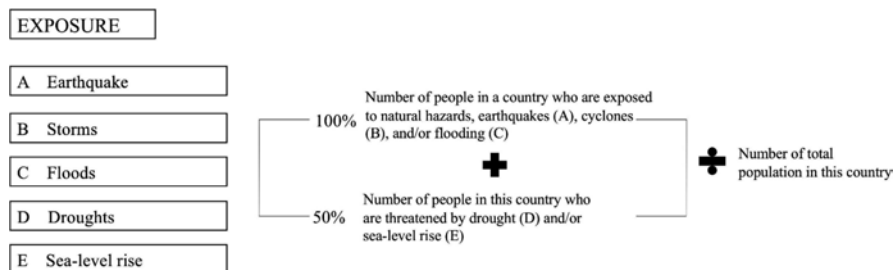 EXPOSURE
A Earthquake
B Storms
C Floods
D Droughts
E Sea-level rise
100%
Number of people in a country who are exposed
to natural hazards, earthquakes (A), cyclones
(B), and/or flooding (C)
50%
Number of people in this country who
are threatened by drought (D) and/or
sea-level rise (E)
Number of total
population in this country